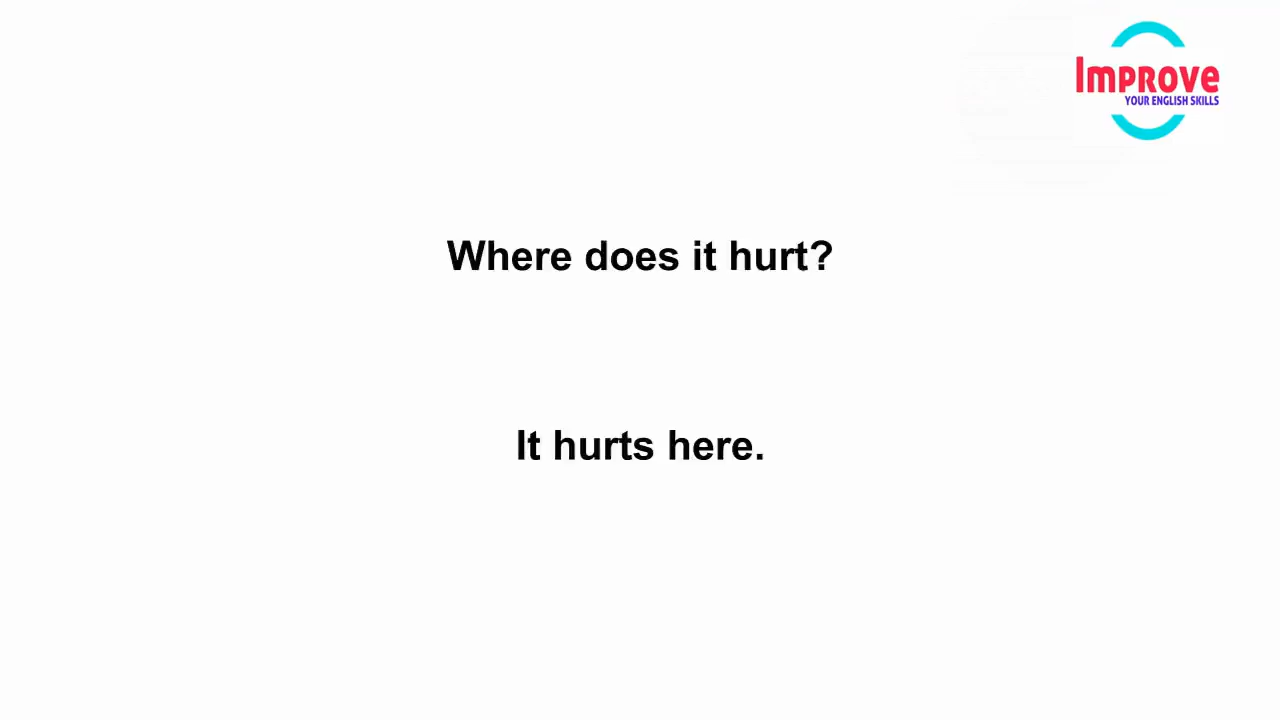 Improve
YOUR ENGLISH SKILLS
Where does it hurt?
It hurts here.